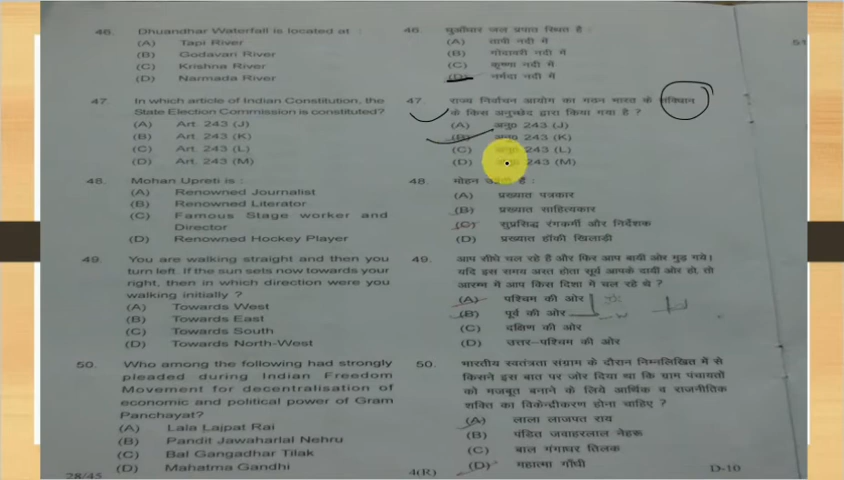 46. Dhuandhar Waterfall is located at :
(A) Tapi River
(B) Godavari River
(C) Krishna River
(D) Narmada River
47. In which article of Indian Constitution, the
State Election Commission is constituted?
(A) Art. 243 (J)
(B) Art. 243 (K)
(C) Art. 243 (L)
(D) Art. 243 (M)
48. Mohan Upreti is :
(A) Renowned Journalist
(B) Renowned Literator
(C) Famous Stage worker and
Director
(D) Renowned Hockey Player
49. You are walking straight and then you
turn left. If the sun sets now towards your
right, then in which direction were you
walking initially ?
(A) Towards West
(B) Towards East
(C) Towards South
(D) Towards North-West
50. Who among the following had strongly
pleaded during Indian Freedom
Movement for decentralisation of
economic and political power of Gram
Panchayat?
(A) Lala Lajpat Rai
(B) Pandit Jawaharlal Nehru
(C) Bal Gangadhar Tilak
(D) Mahatma Gandhi
28/45
46. धुआँधार जल प्रपात स्थित है :
(A) तापी नदी में
(B) गोदावरी नदी में
(C) कृष्णा नदी में
(D) नर्मदा नदी में
47. राज्य निर्वाचन आयोग का गठन भारत के संविधान
के किस अनुच्छेद द्वारा किया गया है ?
(A) अनु० 243 (J)
(B) अनु० 243 (K)
(C) अनु० 243 (L)
(D) 243 (M)
48. मोहन है :
(A) प्रख्यात पत्रकार
(B) प्रख्यात साहित्यकार
(C) सुप्रसिद्ध रंगकर्मी और निर्देशक
(D) प्रख्यात हॉकी खिलाड़ी
49. आप सीधे चल रहे हैं और फिर आप बायीं ओर मुड़ गये।
यदि इस समय अस्त होता सूर्य आपके दायीं ओर हो, तो
आरम्भ में आप किस दिशा में चल रहे थे ?
(A) पश्चिम की ओर
(B) पूर्व की ओर
(C) दक्षिण की ओर
(D) उत्तर-पश्चिम की ओर
50. भारतीय स्वतंत्रता संग्राम के दौरान निम्नलिखित में से
किसने इस बात पर जोर दिया था कि ग्राम पंचायतों
को मजबूत बनाने के लिये आर्थिक व राजनीतिक
शक्ति का विकेन्द्रीकरण होना चाहिए ?
(A) लाला लाजपत राय
(B) पंडित जवाहरलाल नेहरू
(C) बाल गंगाधर तिलक
(D) महात्मा गाँधी
4(R)
D-10
51